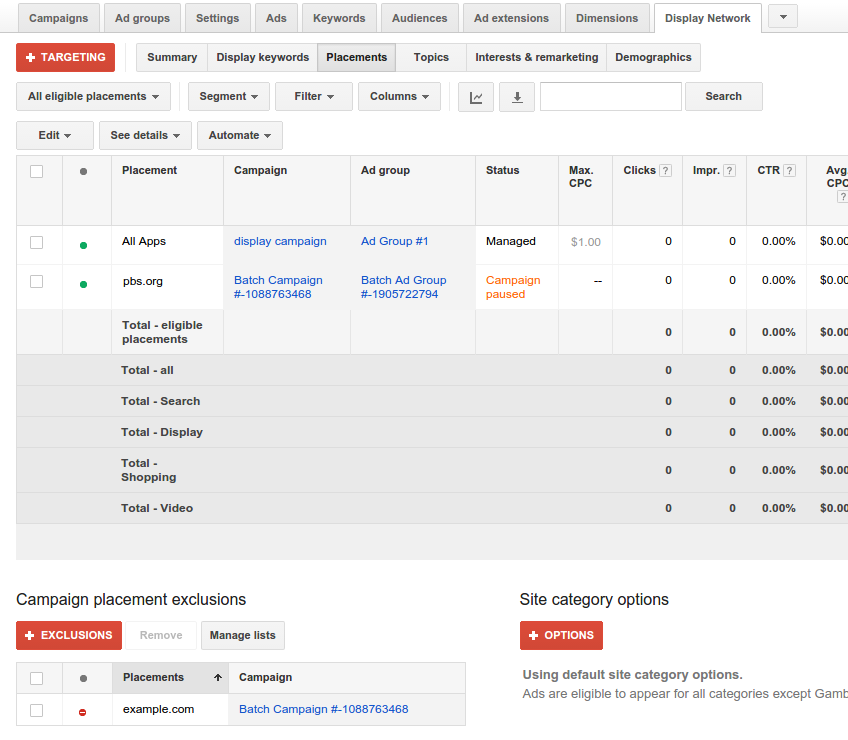 Campaigns Ad groups Settings Ads Keywords Audiences Ad extensions Dimensions Display Network
TARGETING Summary Display keywords Placements Topics Interests & remarketing Demographics
All eligible placements Segment Filter Columns Search
Edit See details Automate
Placement Campaign Ad group Status Max. CPC Clicks ? Impr. ? CTR ? Avg. CPC ?
All Apps display campaign Ad Group #1 Managed $1.00 0 0 0.00% $0.00
pbs.org Batch Campaign #-1088763468 Batch Ad Group #-1905722794 Campaign paused -- 0 0 0.00% $0.00
Total - eligible placements 0 0 0.00% $0.00
Total - all 0 0 0.00% $0.00
Total - Search 0 0 0.00% $0.00
Total - Display 0 0 0.00% $0.00
Total - Shopping 0 0 0.00% $0.00
Total - Video 0 0 0.00% $0.00
Campaign placement exclusions
EXCLUSIONS Remove Manage lists
Placements Campaign
example.com Batch Campaign #-1088763468
Site category options
OPTIONS
Using default site category options.
Ads are eligible to appear for all categories except Gamb